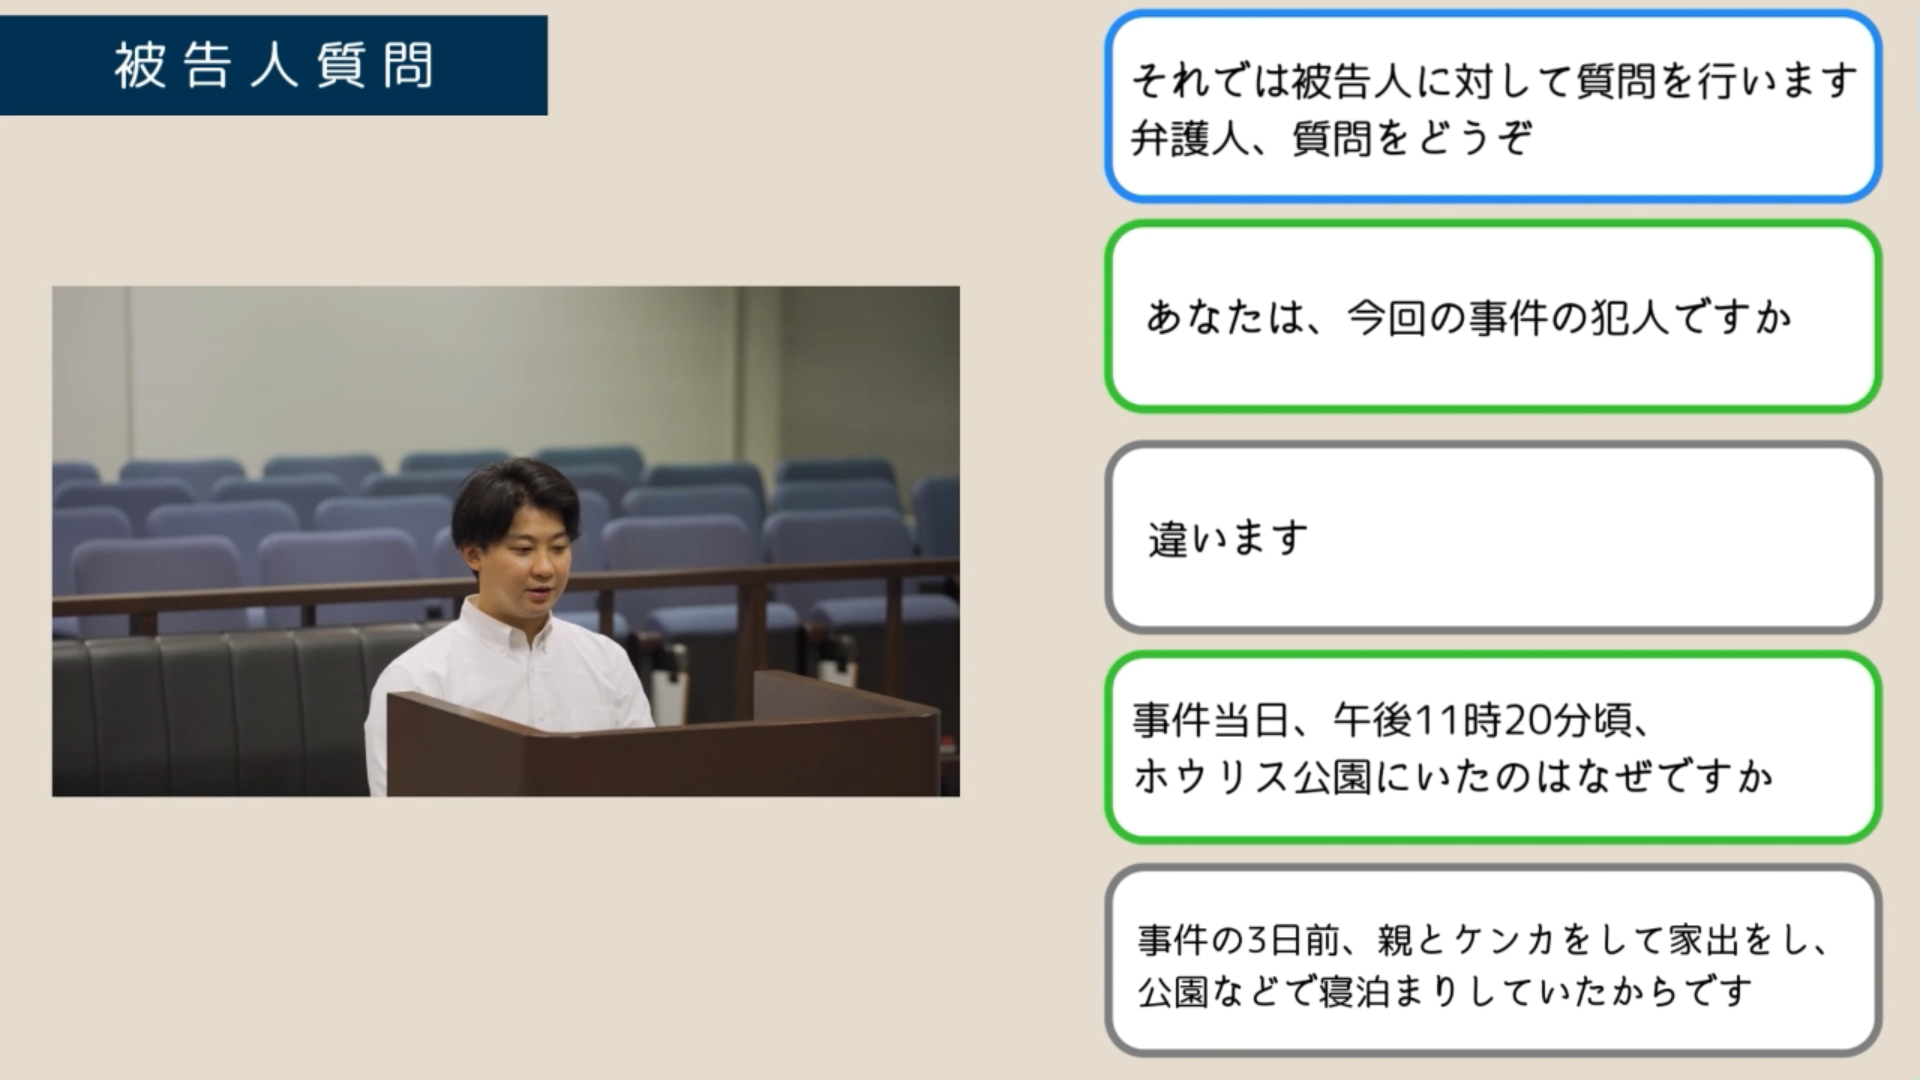 被告人質問
それでは被告人に対して質問を行います
弁護人、質問をどうぞ
あなたは、今回の事件の犯人ですか
違います
事件当日、午後11時20分頃、
ホウリス公園にいたのはなぜですか
事件の3日前、親とケンカをして家出をし、
公園などで寝泊まりしていたからです